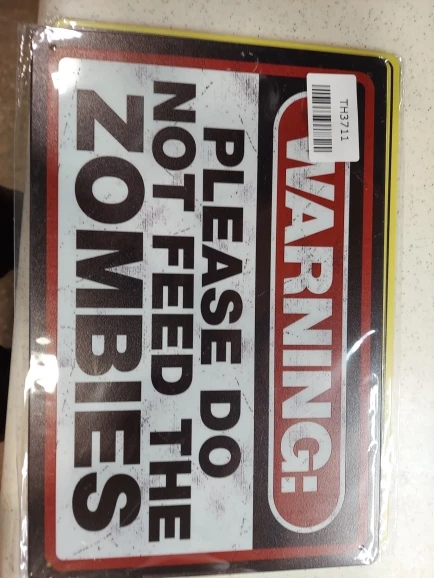 TH3711
WARNING:
PLEASE DO
NOT FEED THE
ZOMBIES